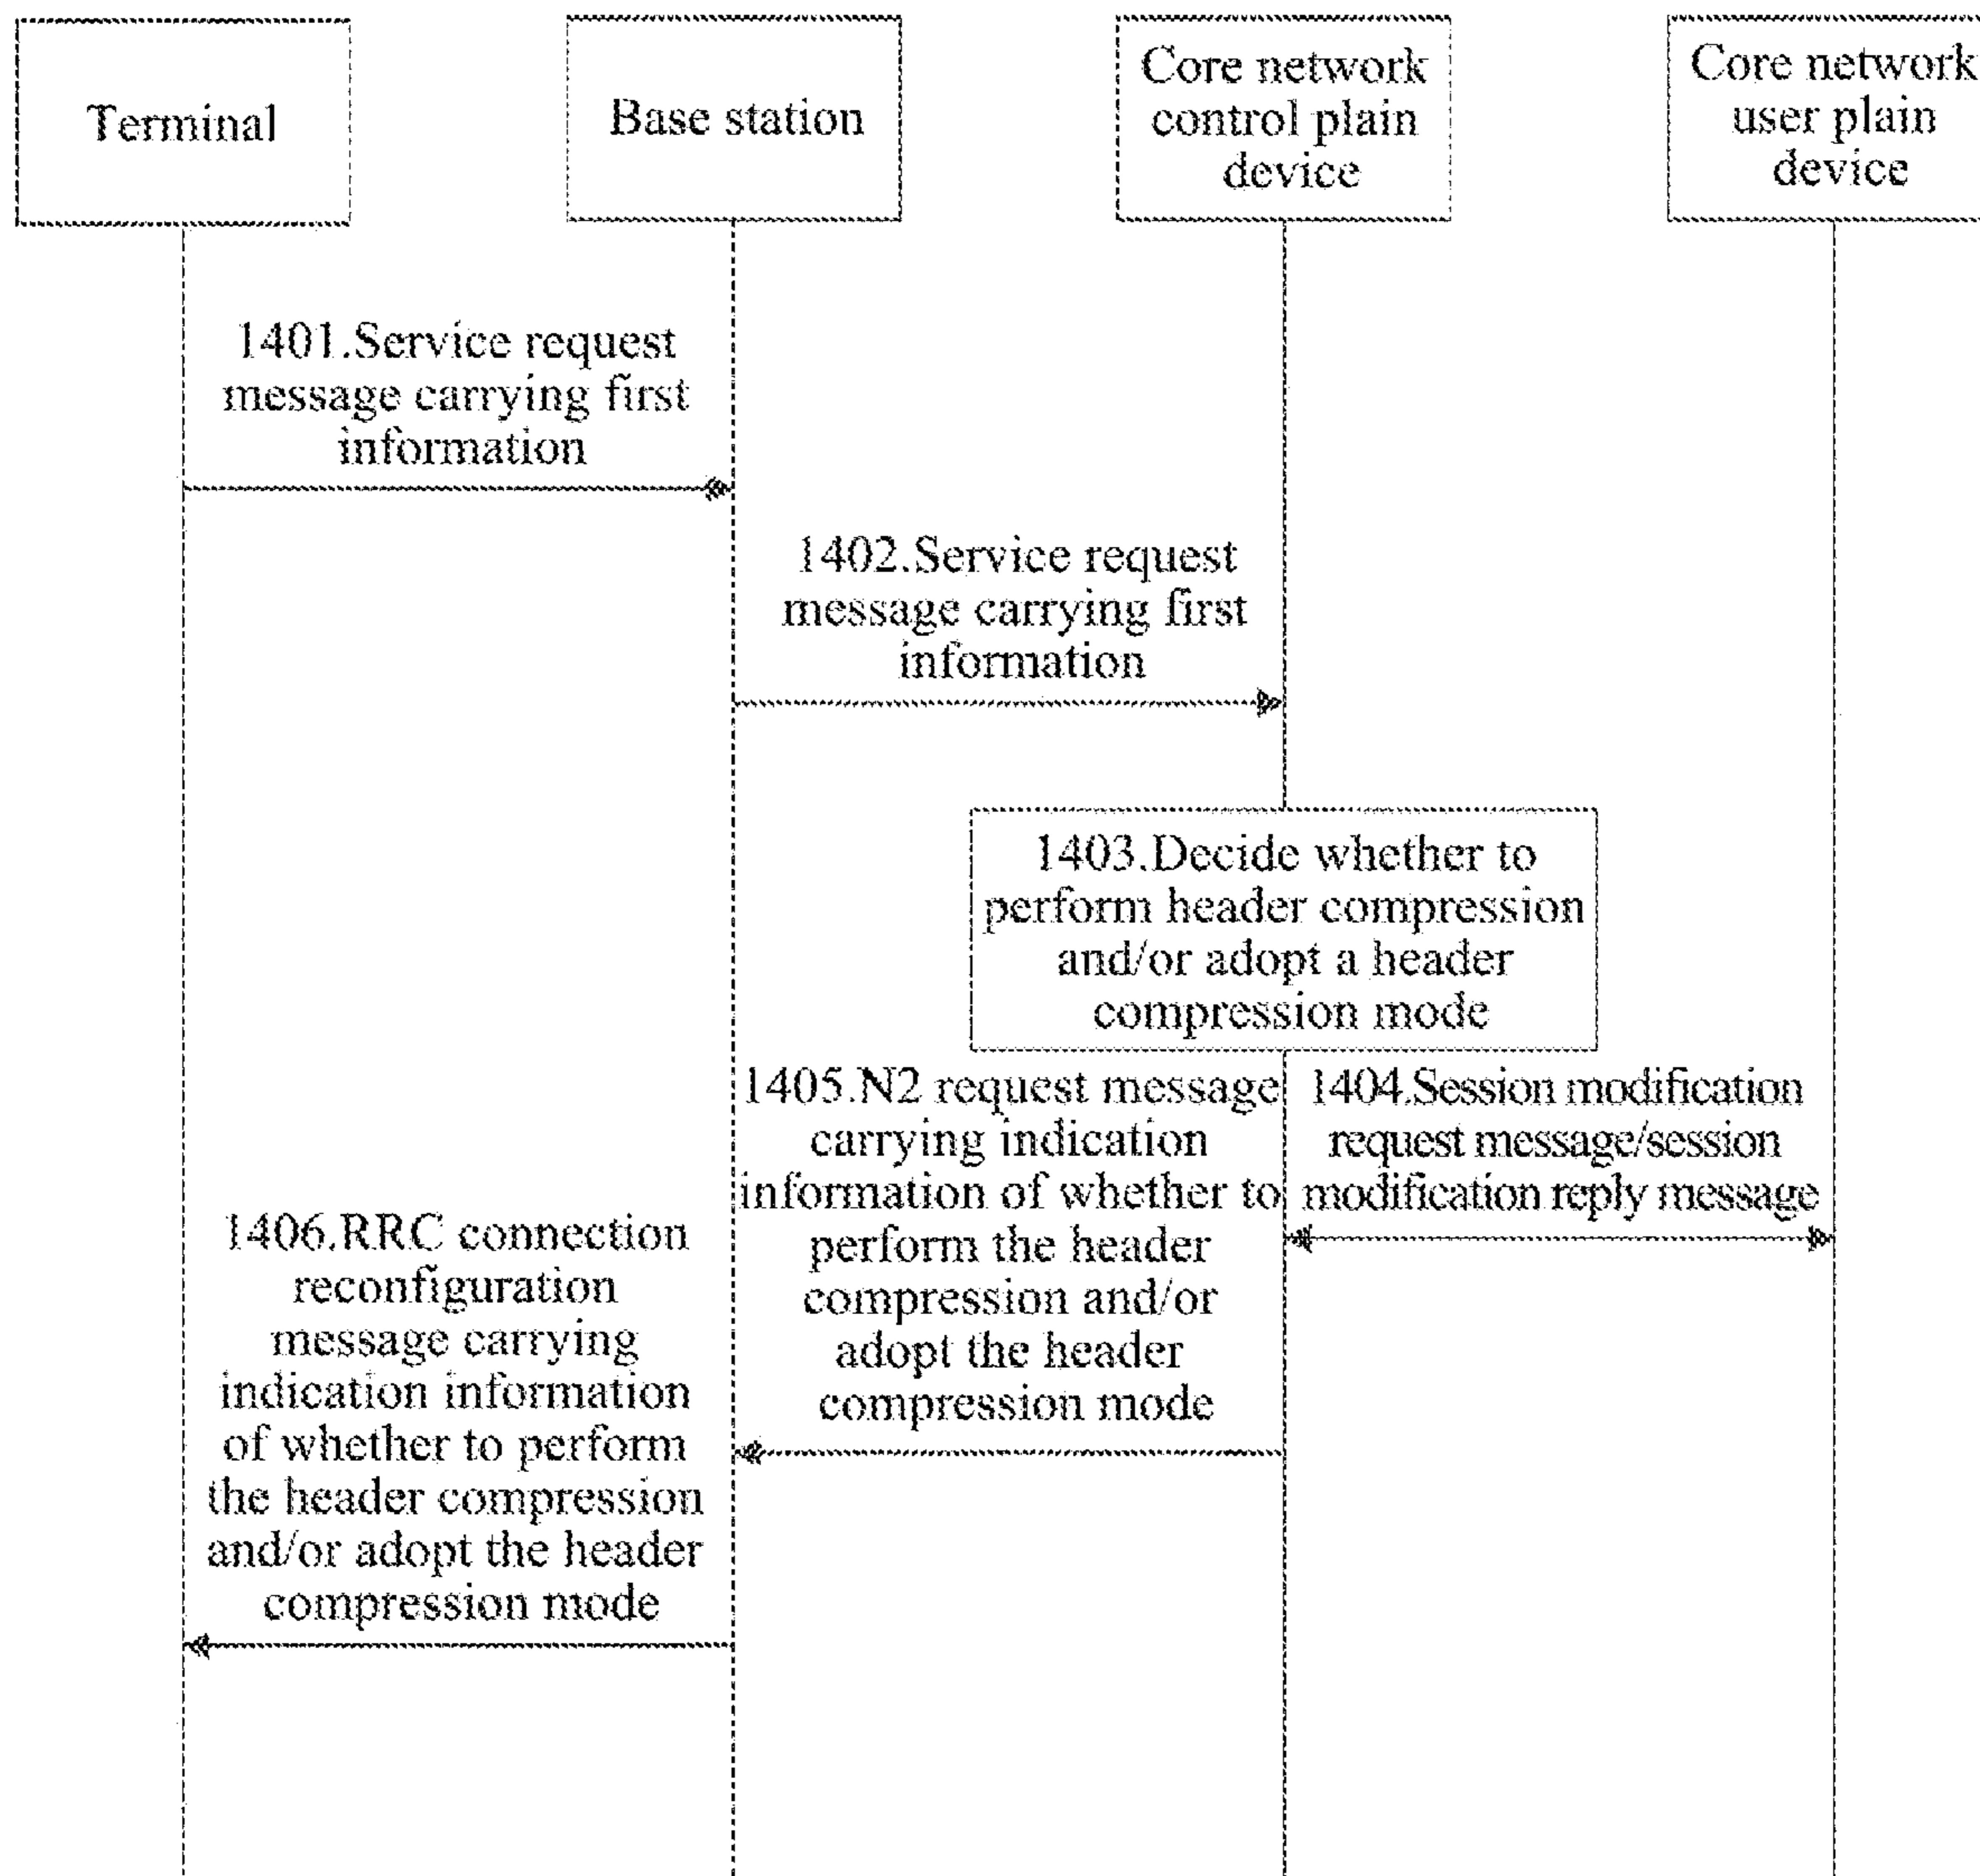 Terminal
Base station
Core network
control plain
device
Core network
user plain
device
1401.Service request
message carrying first
information
1402.Service request
message carrying first
information
1403.Decide whether to
perform header compression
and/or adopt a header
compression mode
1404.Session modification
request message/session
modification reply message
1405.N2 request message
carrying indication
information of whether to
perform the header
compression and/or
adopt the header
compression mode
1406.RRC connection
reconfiguration
message carrying
indication information
of whether to perform
the header compression
and/or adopt the header
compression mode